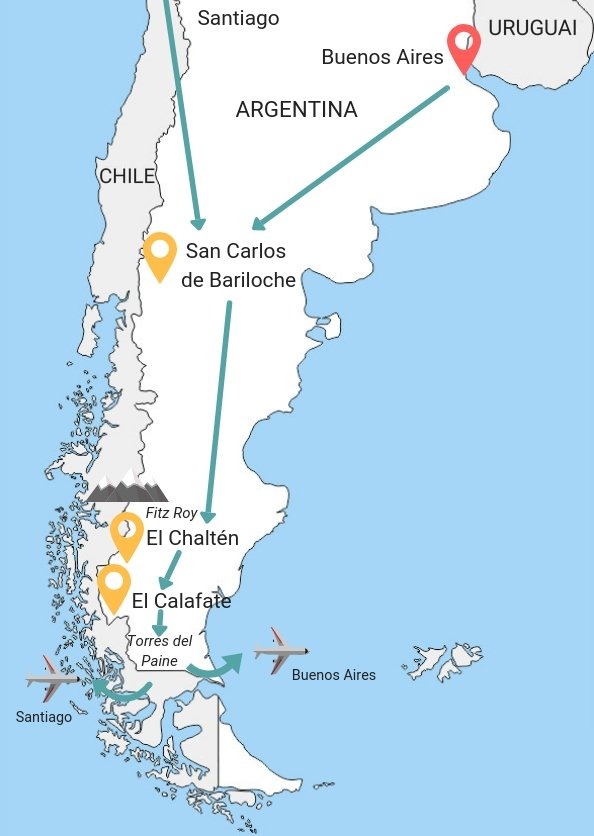 Santiago
URUGUAI
Buenos Aires
ARGENTINA
CHILE
San Carlos
de Bariloche
Fitz Roy
El Chaltén
El Calafate
Torres del
Paine
Buenos Aires
Santiago